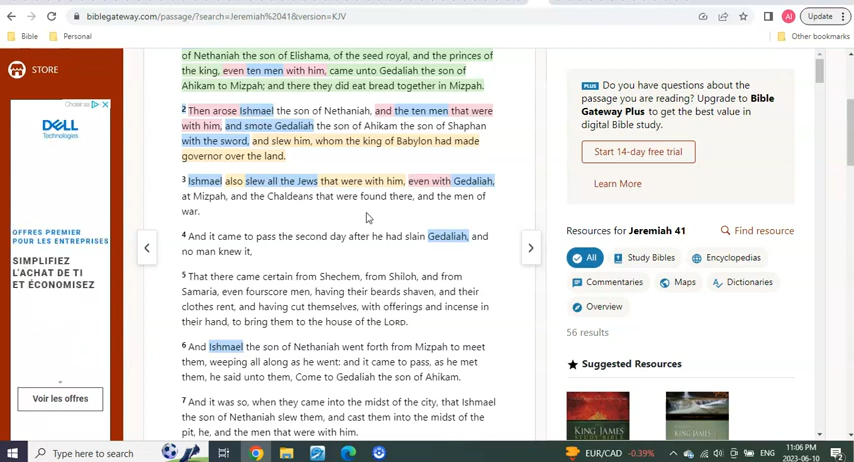 biblegateway.com/passage/?search=Jeremiah%2041&version=KJV
AI
Update
Bible
Personal
Other bookmarks
STORE
of Nethaniah the son of Elishama, of the seed royal, and the princes of
the king, even ten men with him, came unto Gedaliah the son of
Ahikam to Mizpah; and there they did eat bread together in Mizpah.
2 Then arose Ishmael the son of Nethaniah, and the ten men that were
with him, and smote Gedaliah the son of Ahikam the son of Shaphan
with the sword, and slew him, whom the king of Babylon had made
governor over the land.
3 Ishmael also slew all the Jews that were with him, even with Gedaliah,
at Mizpah, and the Chaldeans that were found there, and the men of
war.
4 And it came to pass the second day after he had slain Gedaliah, and
no man knew it,
5 That there came certain from Shechem, from Shiloh, and from
Samaria, even fourscore men, having their beards shaven, and their
clothes rent, and having cut themselves, with offerings and incense in
their hand, to bring them to the house of the LORD.
6 And Ishmael the son of Nethaniah went forth from Mizpah to meet
them, weeping all along as he went: and it came to pass, as he met
them, he said unto them, Come to Gedaliah the son of Ahikam.
7 And it was so, when they came into the midst of the city, that Ishmael
the son of Nethaniah slew them, and cast them into the midst of the
pit, he, and the men that were with him.
DELL
Technologies
OFFRES PREMIER
POUR LES ENTREPRISES
SIMPLIFIEZ
L'ACHAT DE TI
ET ÉCONOMISEZ
Voir les offres
PLUS Do you have questions about the
passage you are reading? Upgrade to Bible
Gateway Plus to get the best value in
digital Bible study.
Start 14-day free trial
Learn More
Resources for Jeremiah 41
Find resource
All
Study Bibles
Encyclopedias
Commentaries
Maps
Dictionaries
Overview
56 results
Suggested Resources
KING JAMES
STUDY BIBLE
KING JAMES
Type here to search
EUR/CAD -0.39%
ENG
11:06 PM
2023-06-10
2